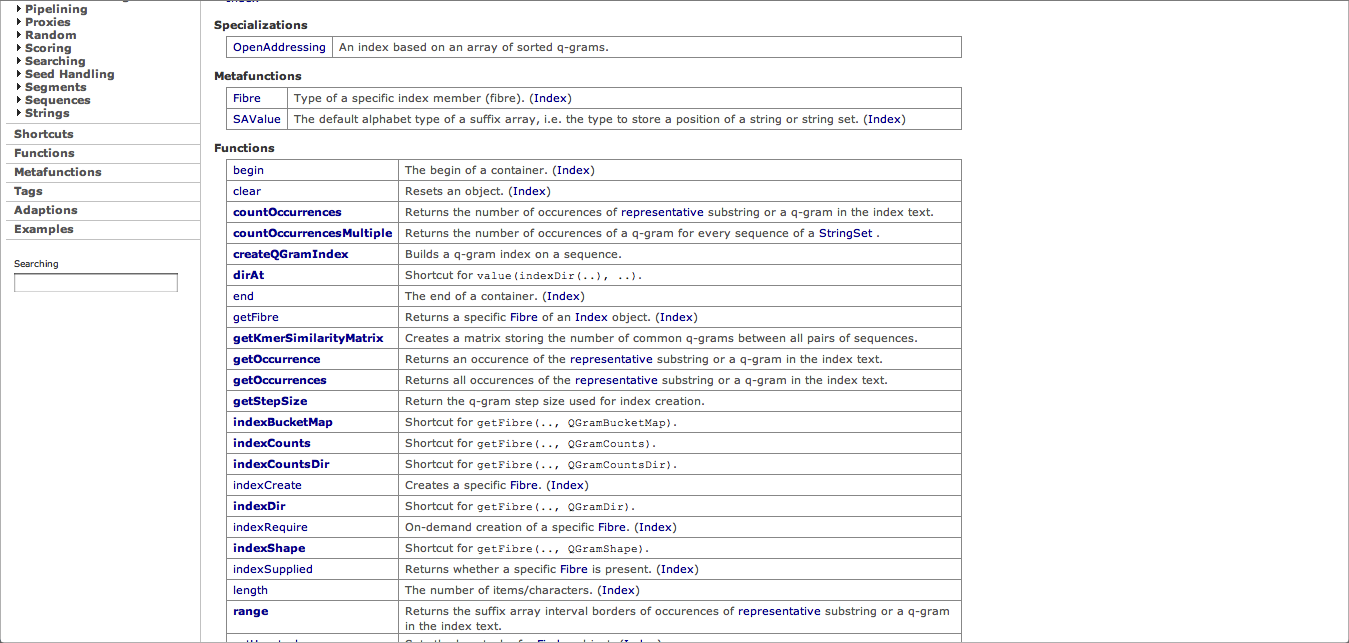 Pipelining
Proxies
Random
Scoring
Searching
Seed Handling
Segments
Sequences
Strings
Shortcuts
Functions
Metafunctions
Tags
Adaptions
Examples
Searching
Specializations
OpenAddressing An index based on an array of sorted q-grams.
Metafunctions
Fibre Type of a specific index member (fibre). (Index)
SAValue The default alphabet type of a suffix array, i.e. the type to store a position of a string or string set. (Index)
Functions
begin The begin of a container. (Index)
clear Resets an object. (Index)
countOccurrences Returns the number of occurences of representative substring or a q-gram in the index text.
countOccurrencesMultiple Returns the number of occurences of a q-gram for every sequence of a StringSet .
createQGramIndex Builds a q-gram index on a sequence.
dirAt Shortcut for value(indexDir(..), ..).
end The end of a container. (Index)
getFibre Returns a specific Fibre of an Index object. (Index)
getKmerSimilarityMatrix Creates a matrix storing the number of common q-grams between all pairs of sequences.
getOccurrence Returns an occurence of the representative substring or a q-gram in the index text.
getOccurrences Returns all occurences of the representative substring or a q-gram in the index text.
getStepSize Return the q-gram step size used for index creation.
indexBucketMap Shortcut for getFibre(.., QGramBucketMap).
indexCounts Shortcut for getFibre(.., QGramCounts).
indexCountsDir Shortcut for getFibre(.., QGramCountsDir).
indexCreate Creates a specific Fibre. (Index)
indexDir Shortcut for getFibre(.., QGramDir).
indexRequire On-demand creation of a specific Fibre. (Index)
indexShape Shortcut for getFibre(.., QGramShape).
indexSupplied Returns whether a specific Fibre is present. (Index)
length The number of items/characters. (Index)
range Returns the suffix array interval borders of occurences of representative substring or a q-gram
in the index text.